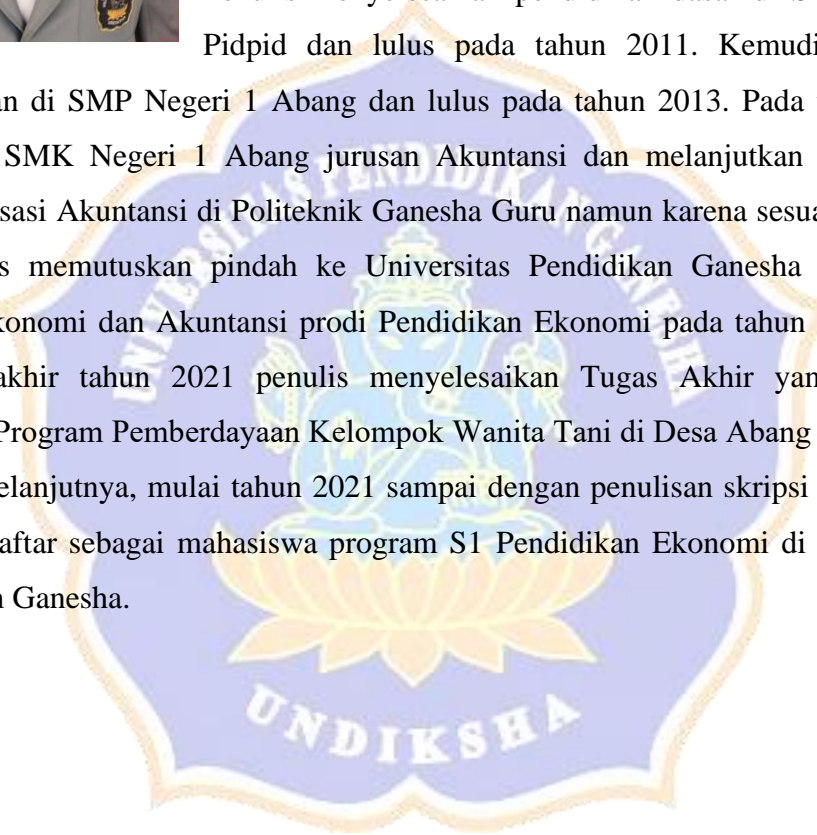 Pidpid dan lulus pada tahun 2011.
an di SMP Negeri 1 Abang dan lulus pada tahun 2013. Pada
SMK Negeri 1 Abang jurusan Akuntansi dan melanjutkan
sasi Akuntansi di Politeknik Ganesha Guru namun karena
s memutuskan pindah ke Universitas Pendidikan Ganesha
konomi dan Akuntansi prodi Pendidikan Ekonomi pada tahun
akhir tahun 2021 penulis menyelesaikan Tugas Akhir
Program Pemberdayaan Kelompok Wanita Tani di Desa Abang
elanjutnya, mulai tahun 2021 sampai dengan penulisan skripsi
aftar sebagai mahasiswa program S1 Pendidikan Ekonomi di
n Ganesha.
UNIVERSITAS PENDIDIKAN GANESHA
UNDIKSHA